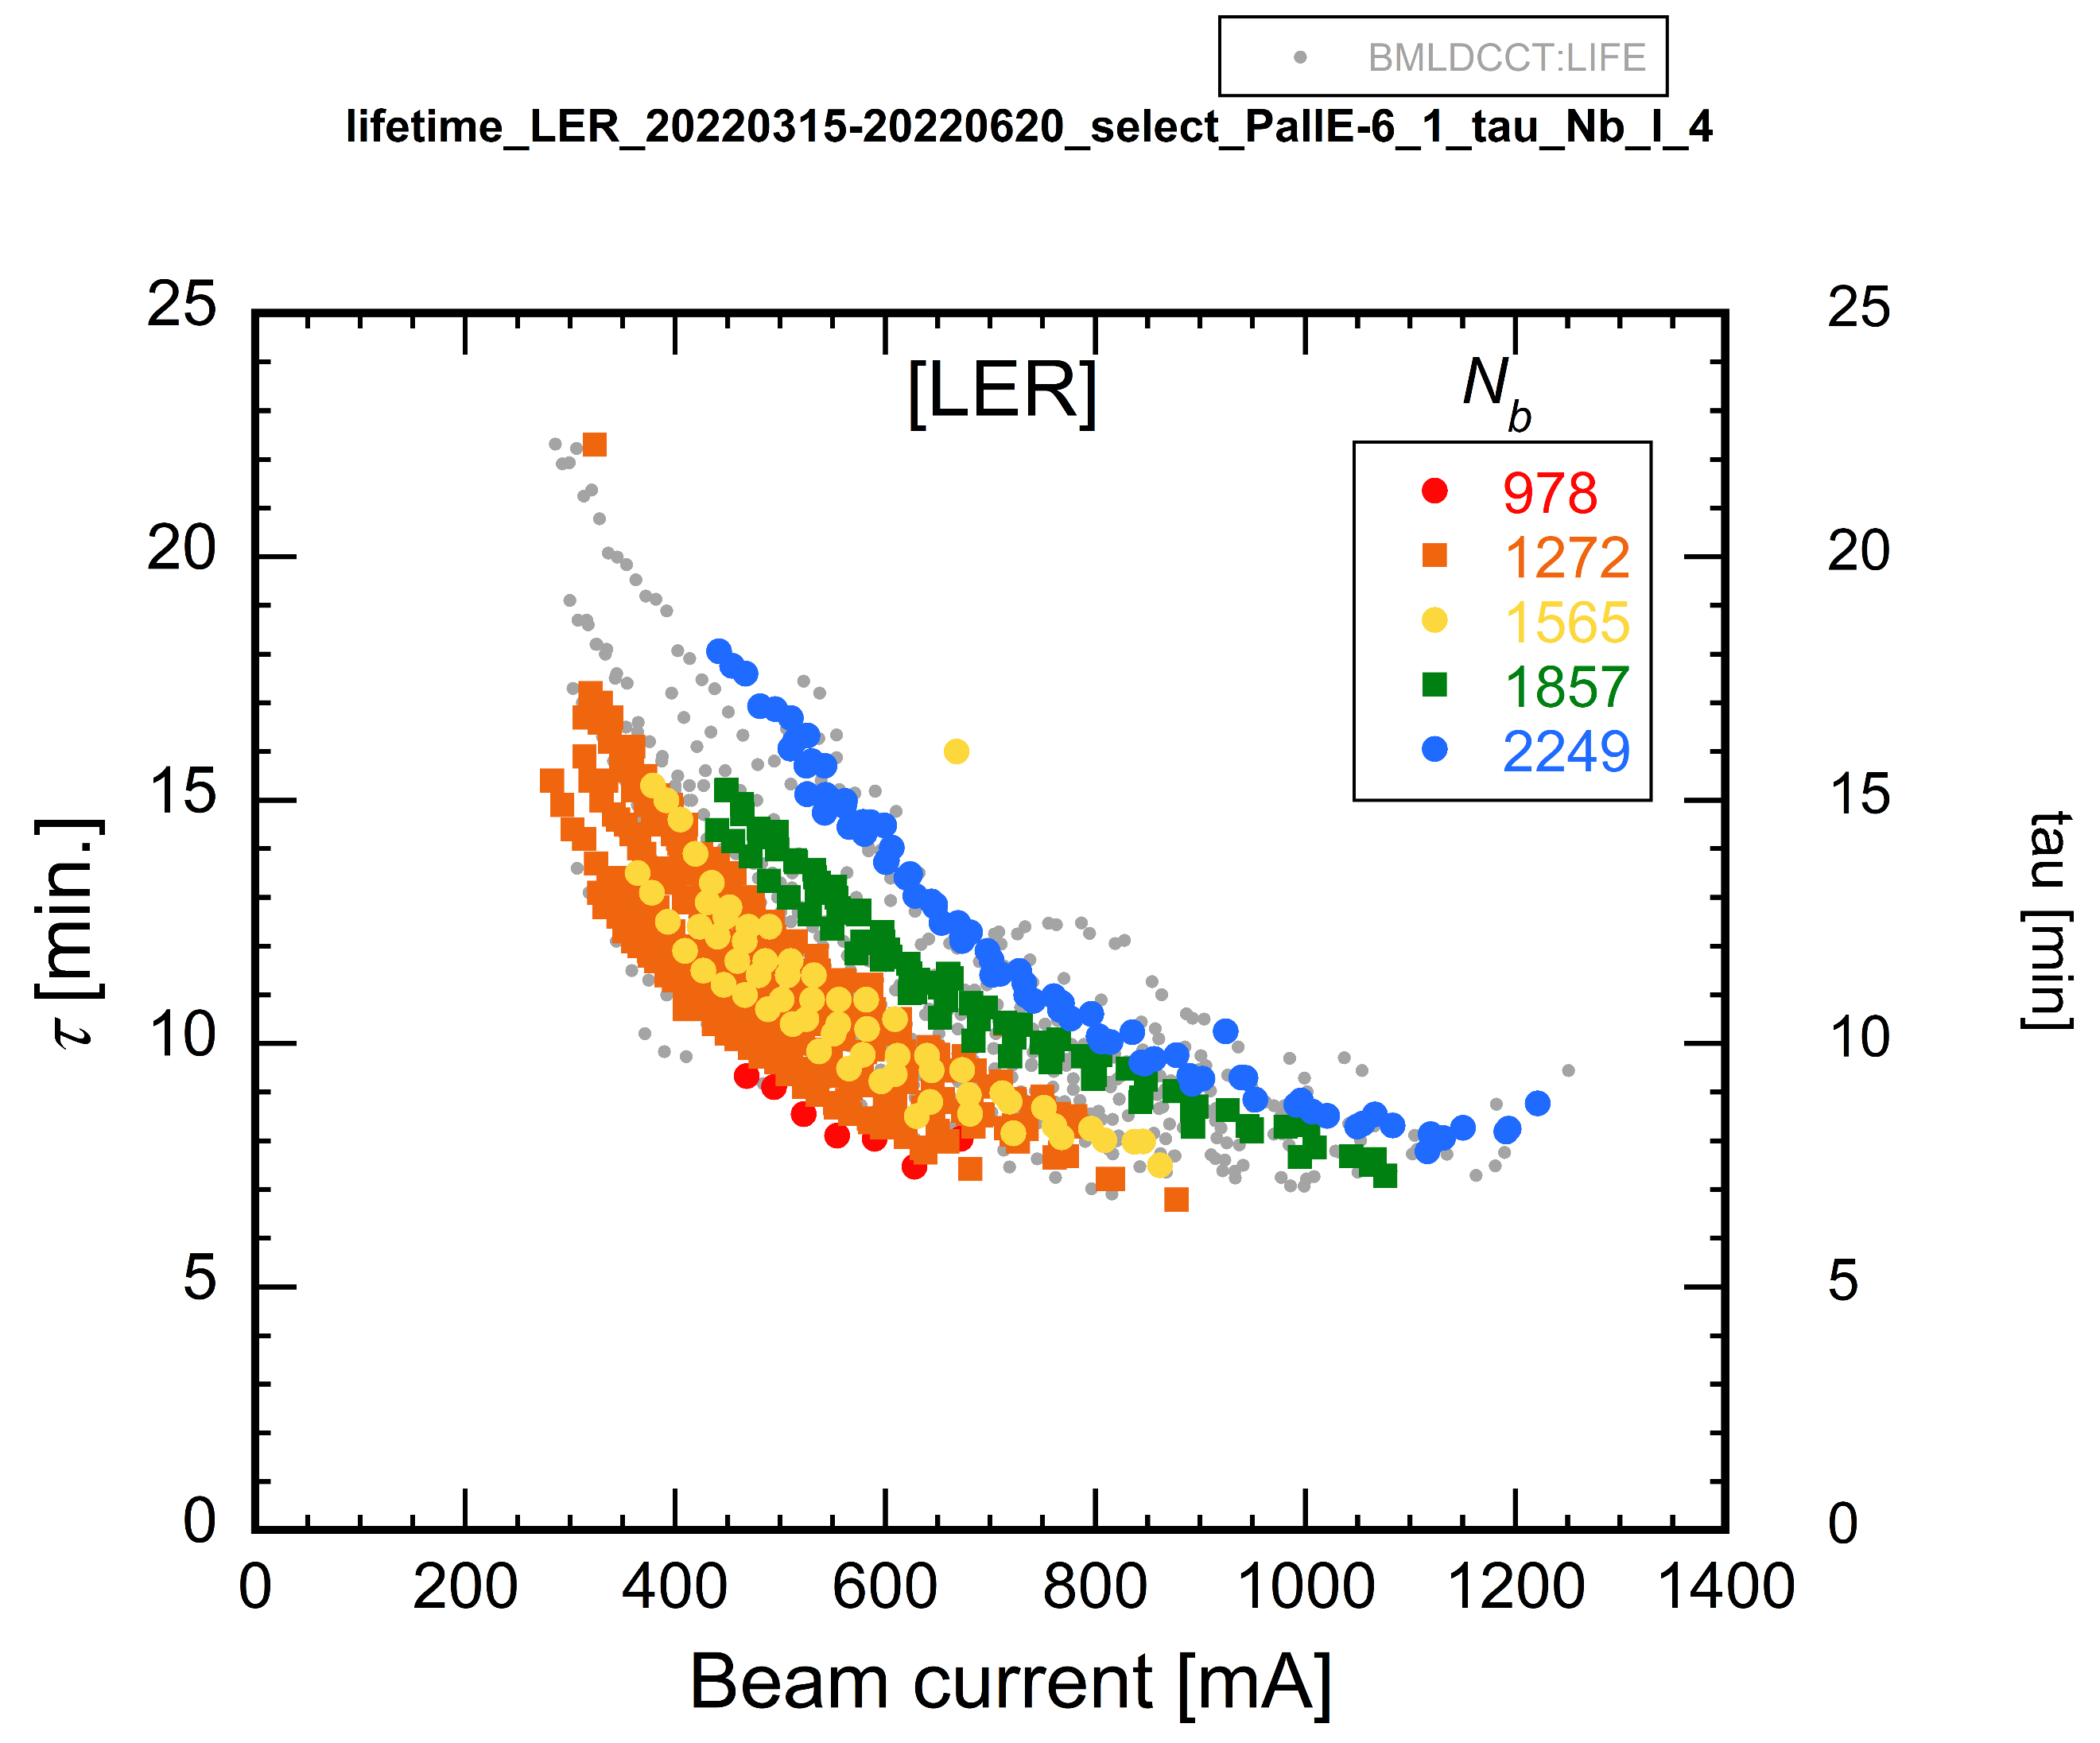 BMLDCCT:LIFE
lifetime_LER_20220315-20220620_select_PallE-6_1_tau_Nb_I_4
[LER]
Nb
978
1272
1565
1857
2249
25
20
15
10
5
0
τ [min.]
25
20
15
10
5
0
tau [min]
0 200 400 600 800 1000 1200 1400
Beam current [mA]